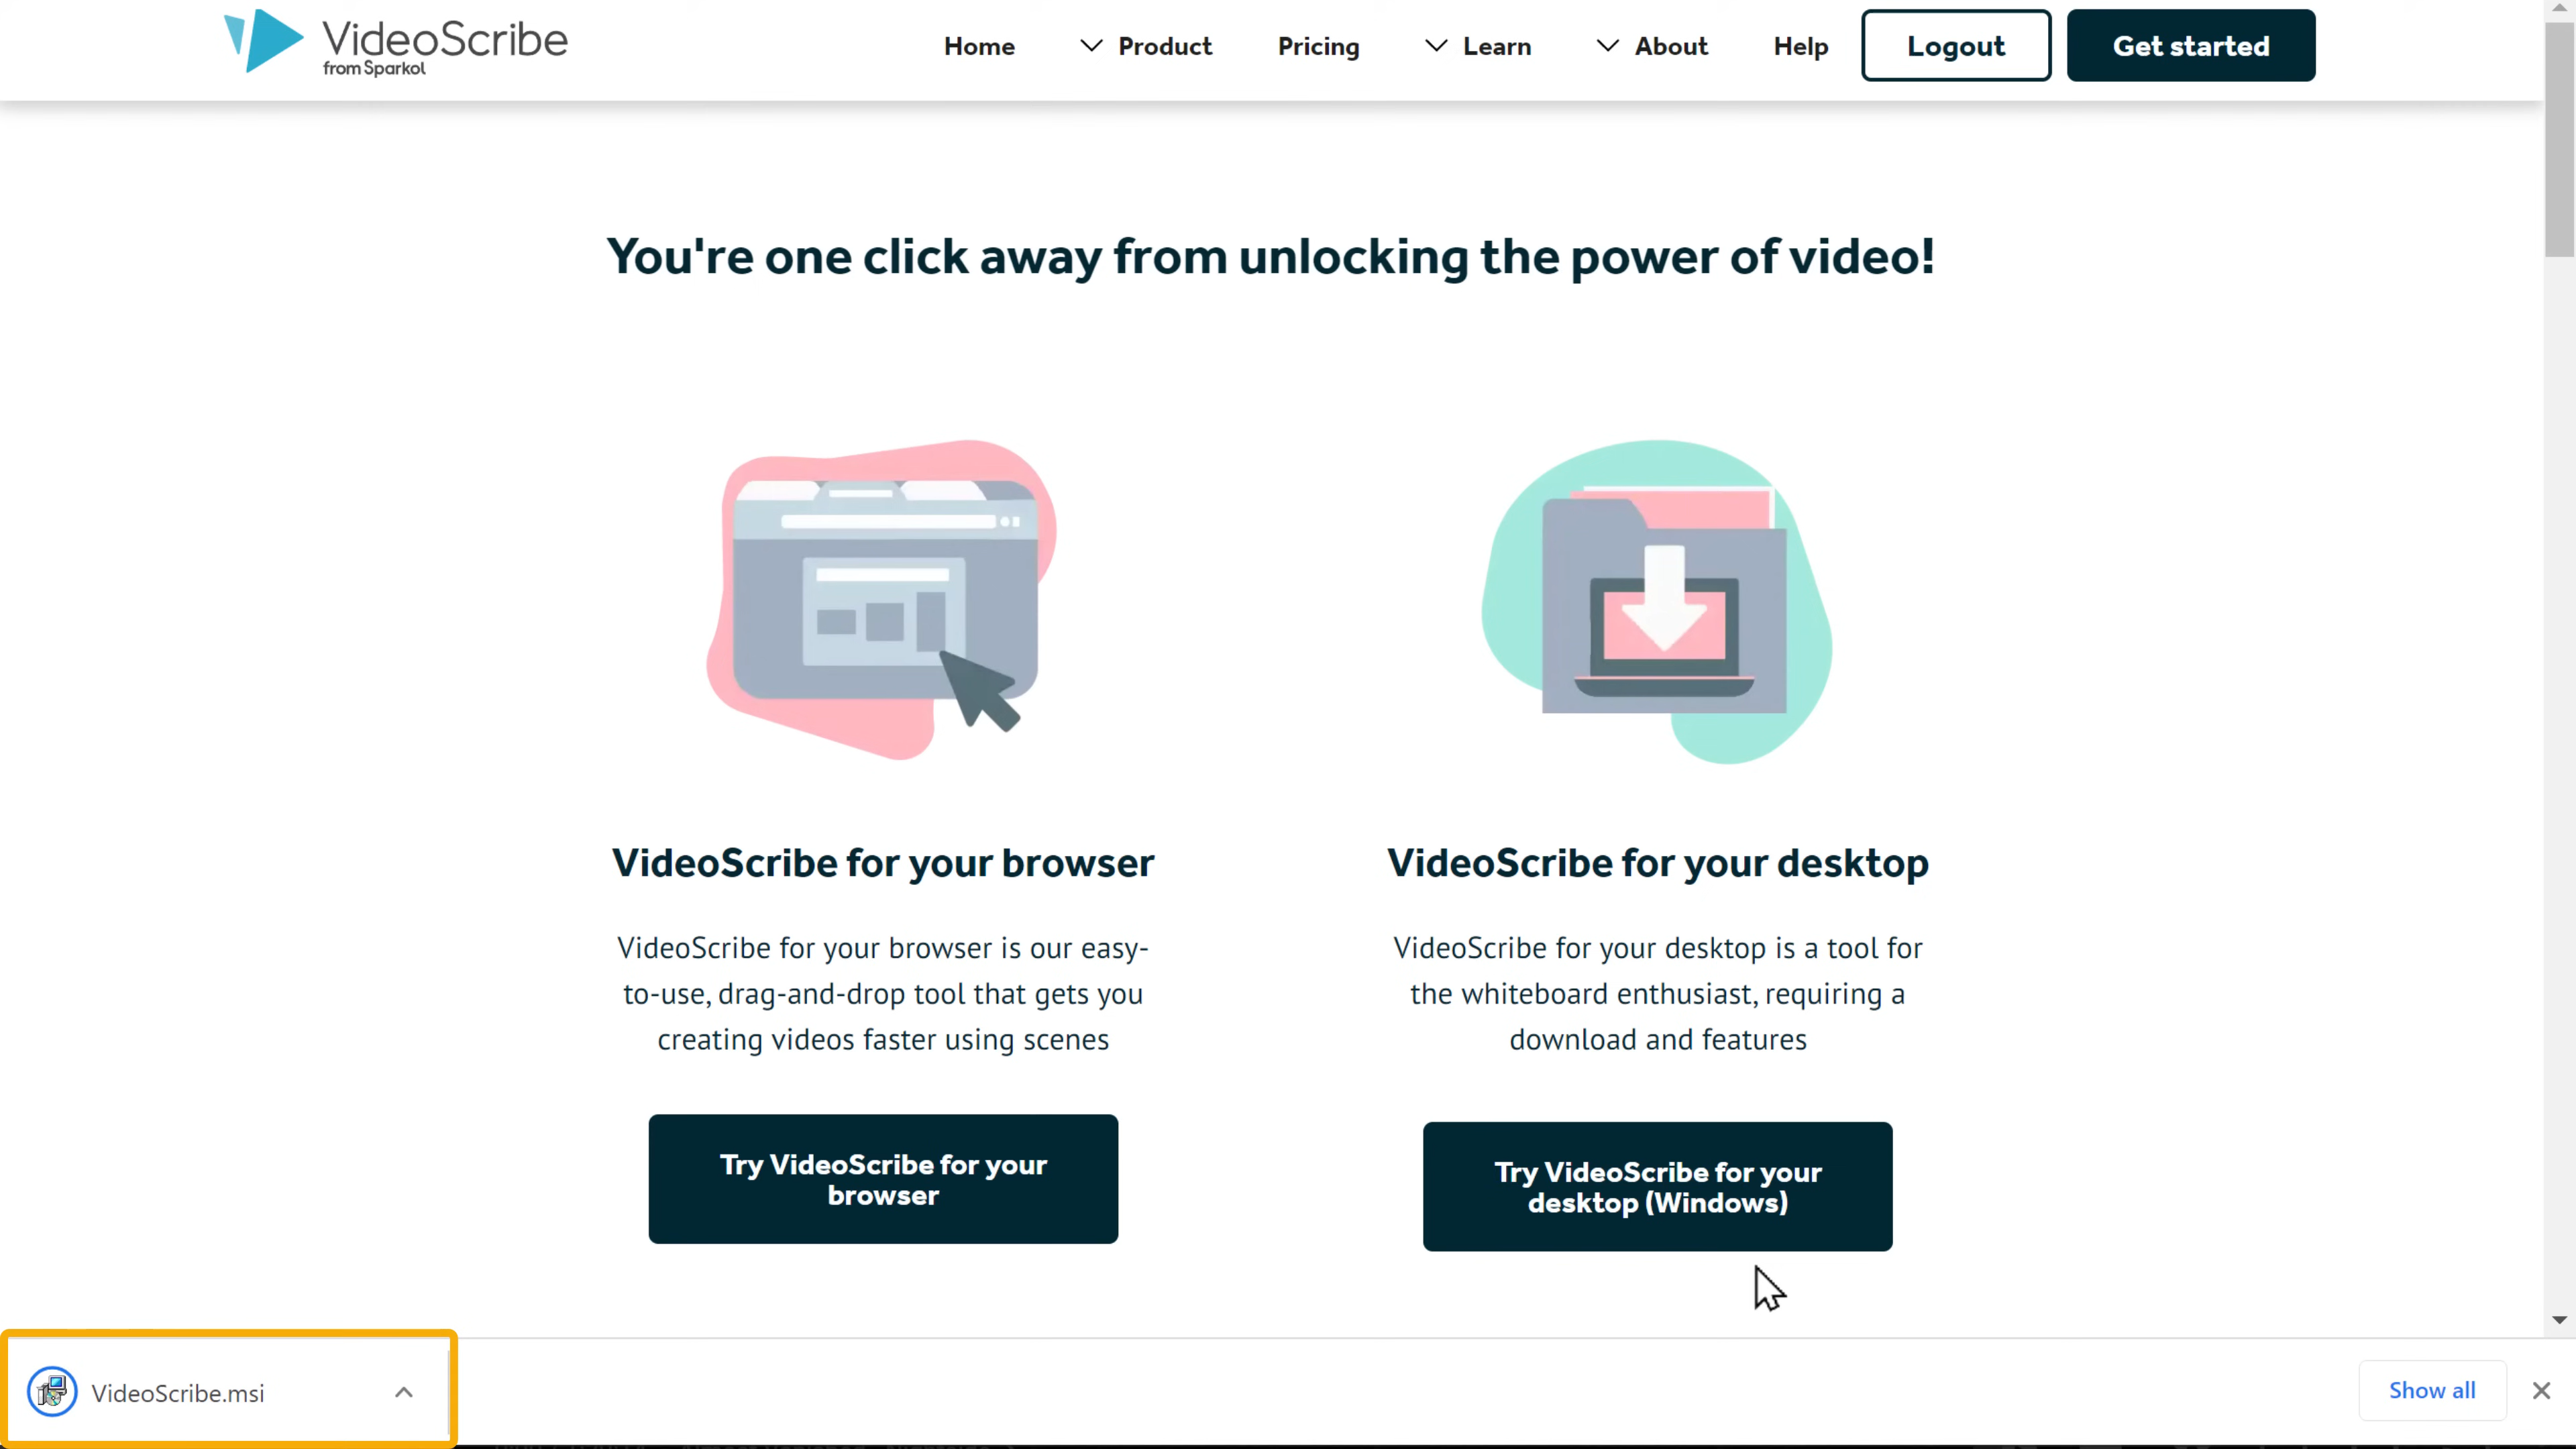 VideoScribe
from Sparkol
Home
Product
Pricing
Learn
About
Help
Logout
Get started
You're one click away from unlocking the power of video!
VideoScribe for your browser
VideoScribe for your browser is our easy-
to-use, drag-and-drop tool that gets you
creating videos faster using scenes
Try VideoScribe for your
browser
VideoScribe for your desktop
VideoScribe for your desktop is a tool for
the whiteboard enthusiast, requiring a
download and features
Try VideoScribe for your
desktop (Windows)
VideoScribe.msi
Show all